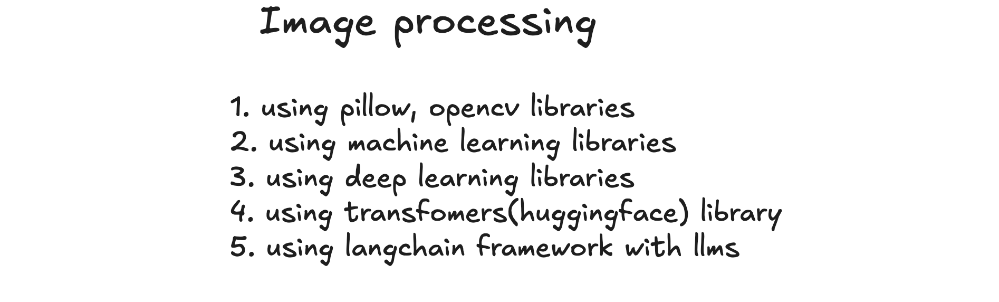 Image processing
1. using pillow, opencv libraries
2. using machine learning libraries
3. using deep learning libraries
4. using transfomers(huggingface) library
5. using langchain framework with llms